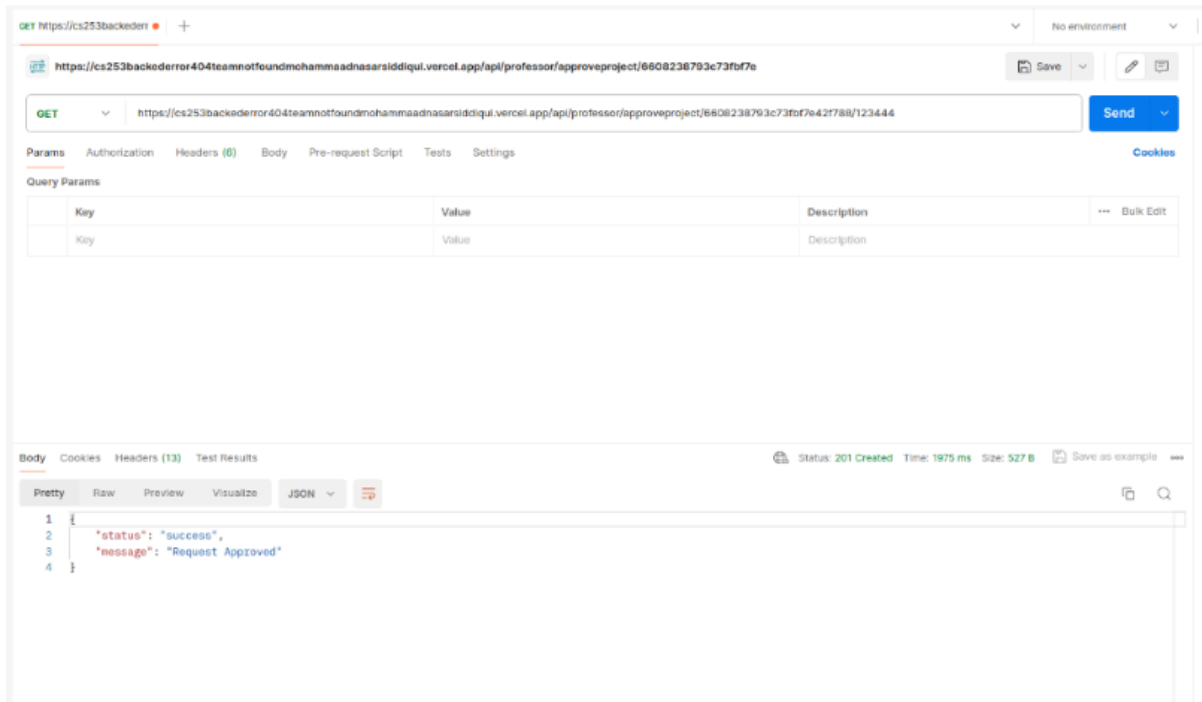 GET https://cs253backederr +
No environment
https://cs253backederror404teamnotfoundmohammaadnasarsiddiqui.vercel.app/api/professor/approveproject/6608238793c73fbf7e
Save
GET https://cs253backederror404teamnotfoundmohammaadnasarsiddiqui.vercel.app/api/professor/approveproject/6608238793c73fbf7e42f788/123444 Send
Params Authorization Headers (6) Body Pre-request Script Tests Settings Cookies
Query Params
Key Value Description Bulk Edit
Key Value Description
Body Cookies Headers (13) Test Results Status: 201 Created Time: 1975 ms Size: 527 B Save as example
Pretty Raw Preview Visualize JSON
1 {
2 "status": "success",
3 "message": "Request Approved"
4 }